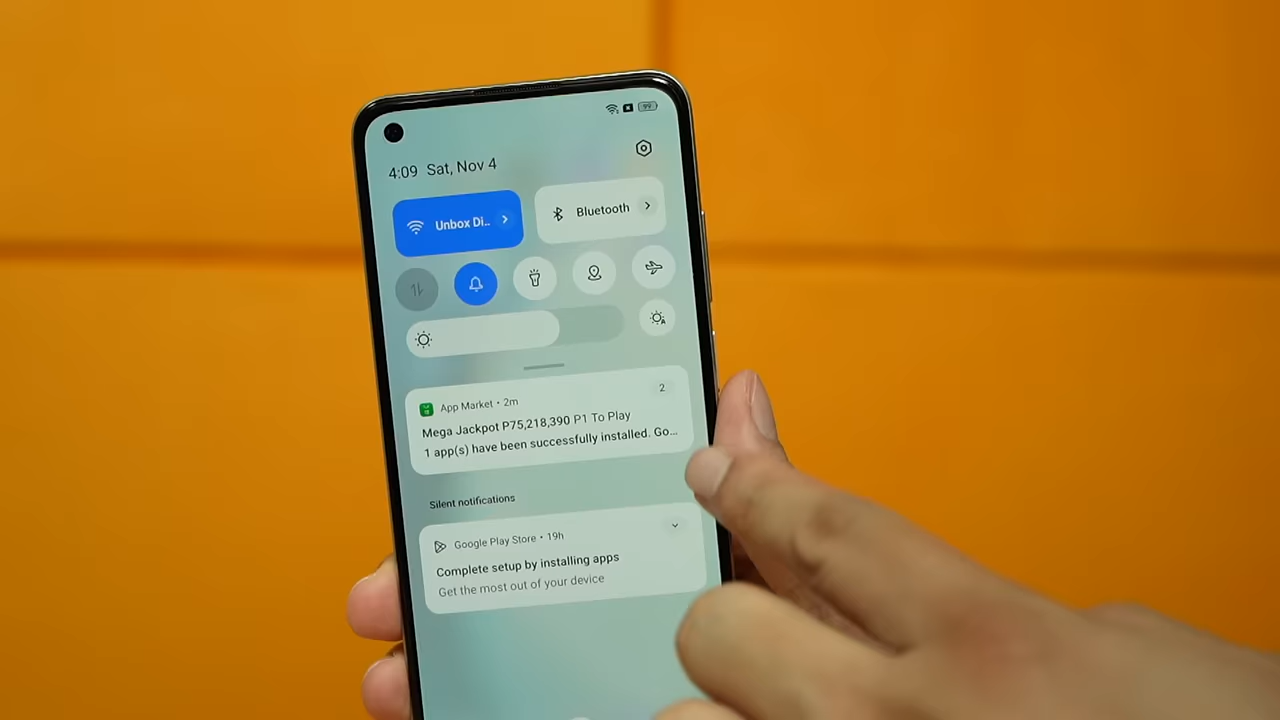 99
4:09 Sat, Nov 4
Unbox Di..
Bluetooth
A
App Market • 2m
2
Mega Jackpot P75,218,390 P1 To Play
1 app(s) have been successfully installed. Go...
Silent notifications
Google Play Store • 19h
Complete setup by installing apps
Get the most out of your device